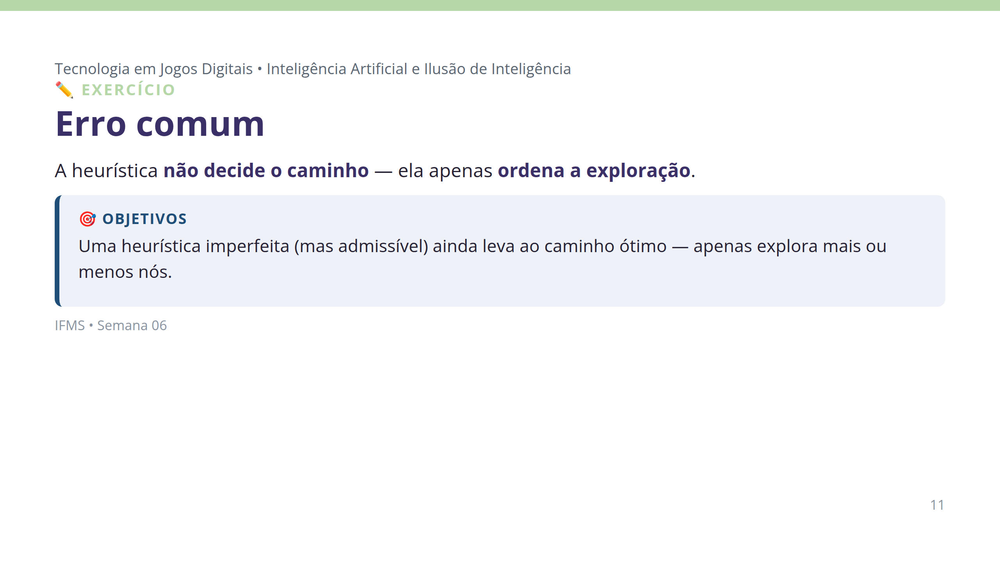 Tecnologia em Jogos Digitais • Inteligência Artificial e Ilusão de Inteligência
✏️ EXERCÍCIO
Erro comum
A heurística não decide o caminho — ela apenas ordena a exploração.
🎯 OBJETIVOS
Uma heurística imperfeita (mas admissível) ainda leva ao caminho ótimo — apenas explora mais ou
menos nós.
IFMS • Semana 06
11